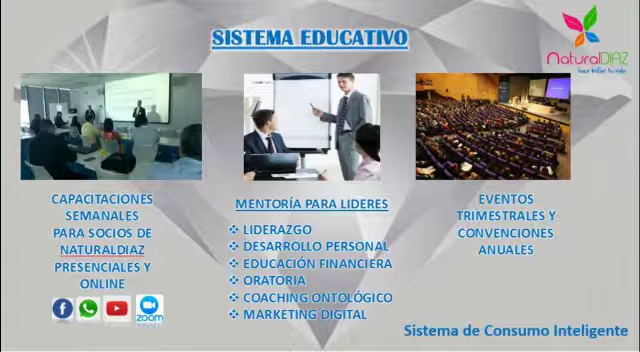 SISTEMA EDUCATIVO
NaturalDIAZ
CAPACITACIONES
SEMANALES
PARA SOCIOS DE
NATURALDIAZ
PRESENCIALES Y
ONLINE
zoom
MENTORÍA PARA LIDERES
❖ LIDERAZGO
❖ DESARROLLO PERSONAL
❖ EDUCACIÓN FINANCIERA
❖ ORATORIA
❖ COACHING ONTOLÓGICO
❖ MARKETING DIGITAL
EVENTOS
TRIMESTRALES Y
CONVENCIONES
ANUALES
Sistema de Consumo Inteligente